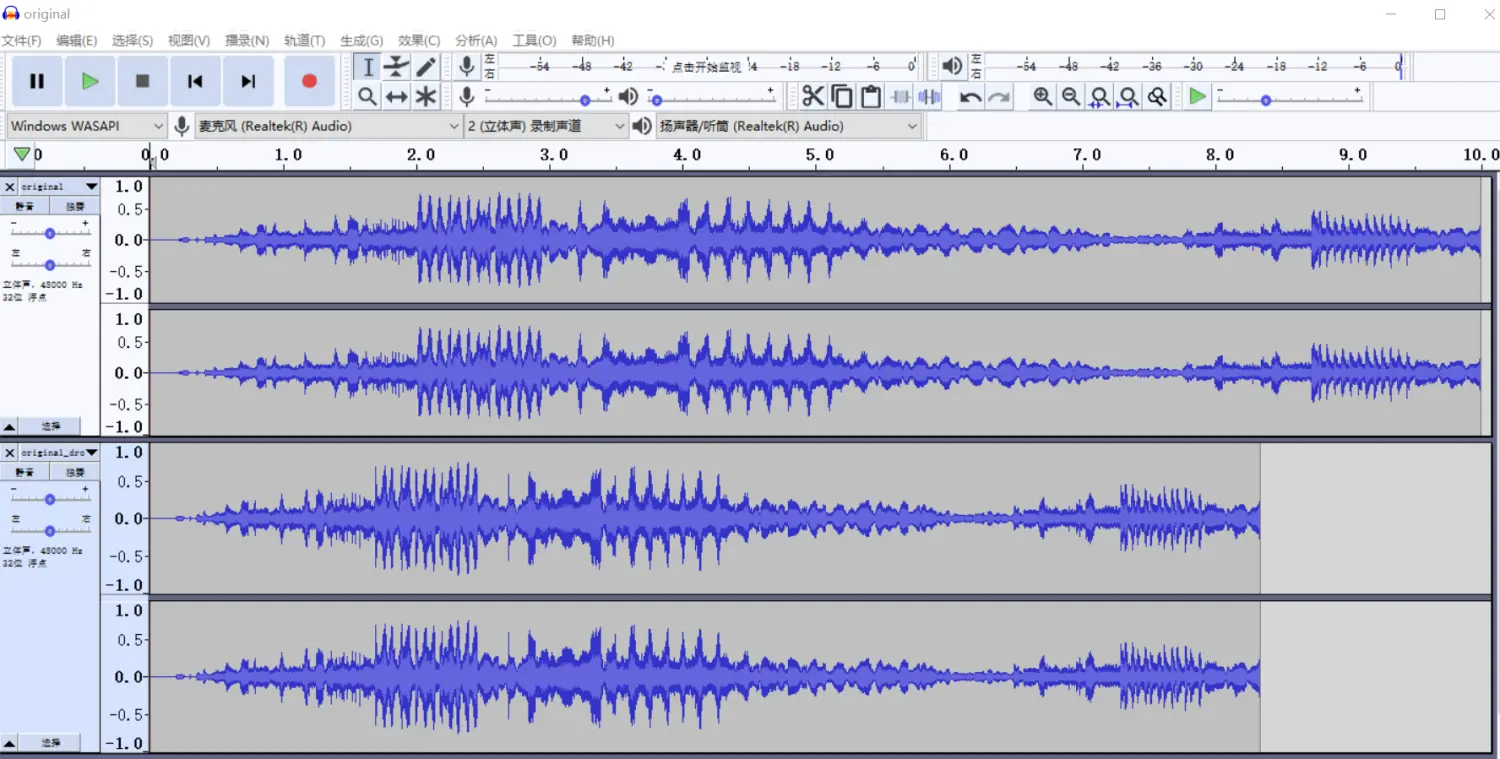 original
文件(F) 编辑(E) 选择(S) 视图(V) 播录(N) 轨道(T) 生成(G) 效果(C) 分析(A) 工具(O) 帮助(H)
左 右 -54 -48 -42 -: 点击开始监视 !4 -18 -12 -6 0
左 右 -54 -48 -42 -36 -30 -24 -18 -12 -6 0
- + - + - +
Windows WASAPI 麦克风 (Realtek(R) Audio) 2 (立体声) 录制声道 扬声器/听筒 (Realtek(R) Audio)
0 0.0 1.0 2.0 3.0 4.0 5.0 6.0 7.0 8.0 9.0 10.0
original
静音 独奏
- +
左 右
立体声, 48000 Hz
32位 浮点
选择
1.0
0.5-
0.0-
-0.5-
-1.0
1.0
0.5-
0.0-
-0.5-
-1.0
original_dro
静音 独奏
- +
左 右
立体声, 48000 Hz
32位 浮点
选择
1.0
0.5-
0.0-
-0.5-
-1.0
1.0
0.5-
0.0-
-0.5-
-1.0